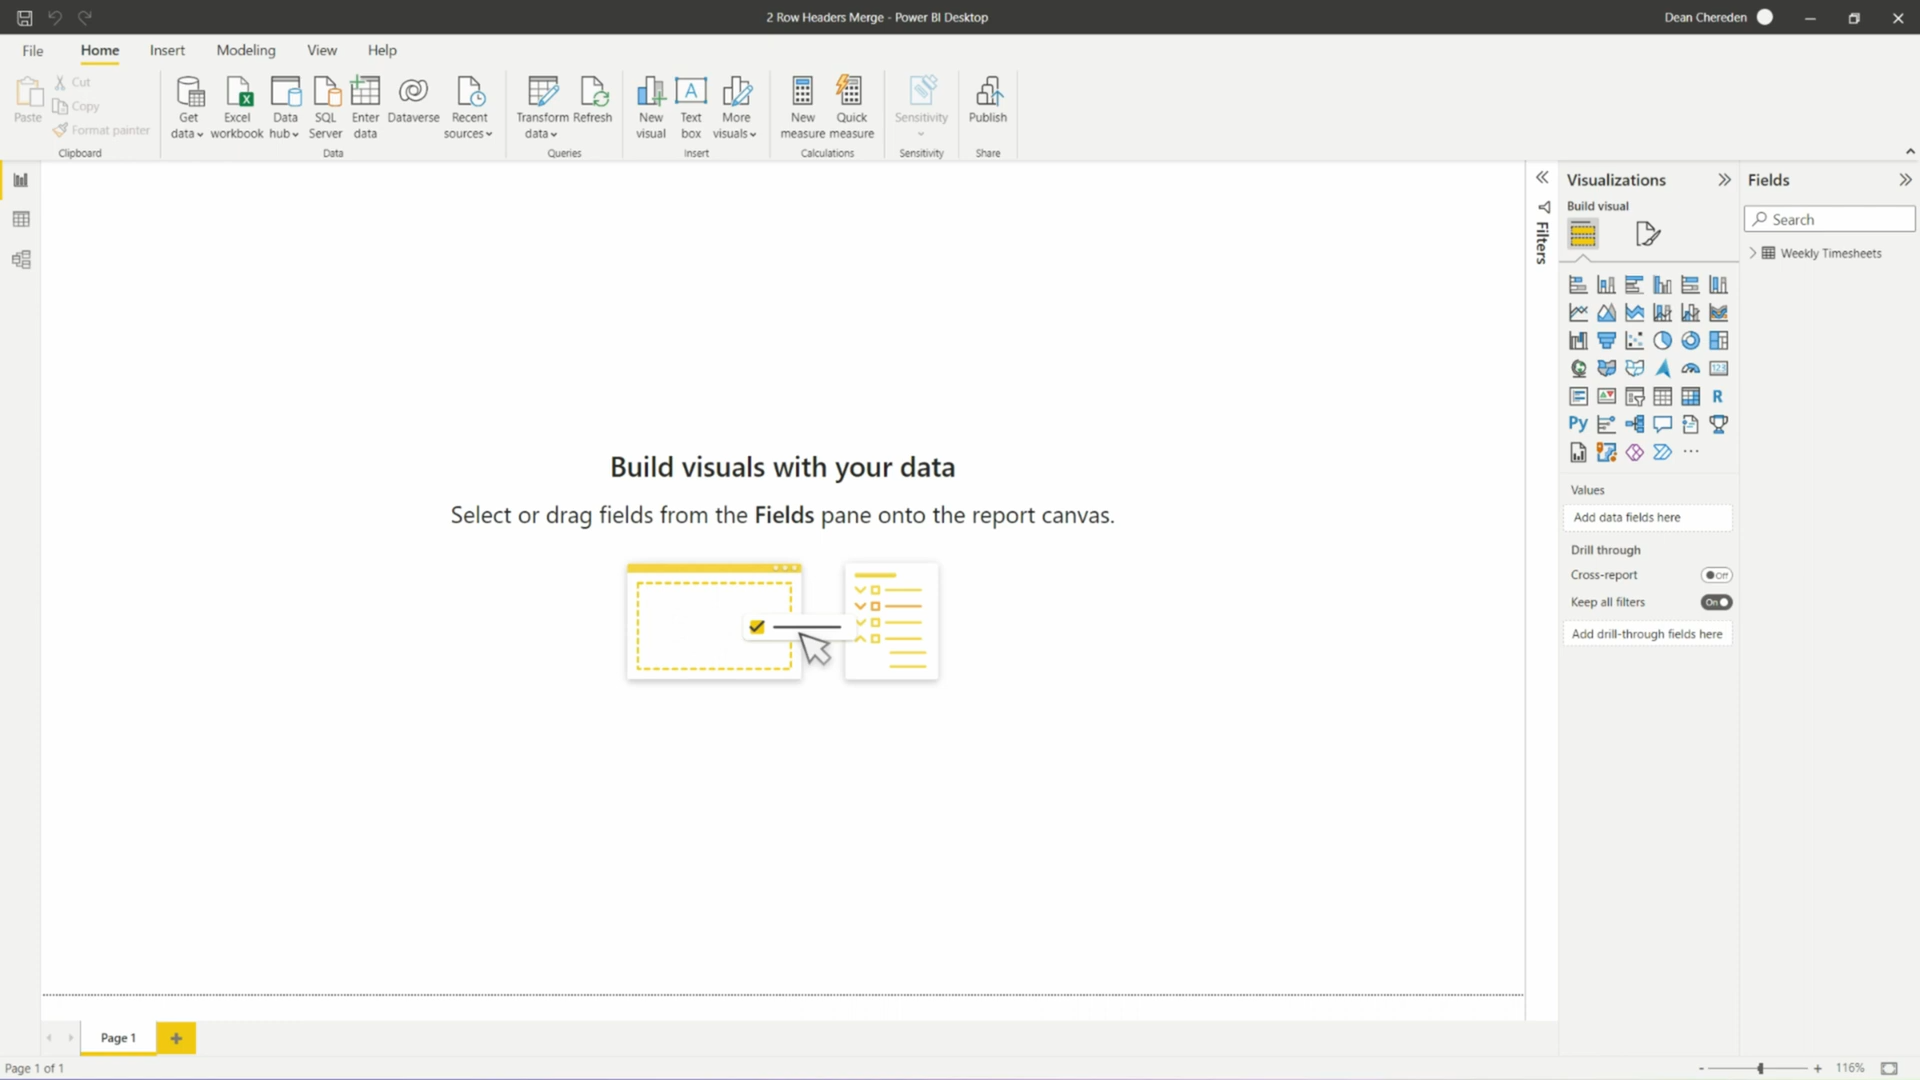 2 Row Headers Merge - Power BI Desktop
Dean Chereden
File
Home
Insert
Modeling
View
Help
Paste
Cut
Copy
Format painter
Clipboard
Get data
Excel workbook
Data hub
SQL Server
Enter data
Dataverse
Recent sources
Data
Transform data
Refresh
Queries
New visual
Text box
More visuals
Insert
New measure
Quick measure
Calculations
Sensitivity
Sensitivity
Publish
Share
Build visuals with your data
Select or drag fields from the Fields pane onto the report canvas.
Filters
Visualizations
Build visual
123
R
Py
...
Values
Add data fields here
Drill through
Cross-report
Off
Keep all filters
On
Add drill-through fields here
Fields
Search
Weekly Timesheets
Page 1
+
Page 1 of 1
- + 116%